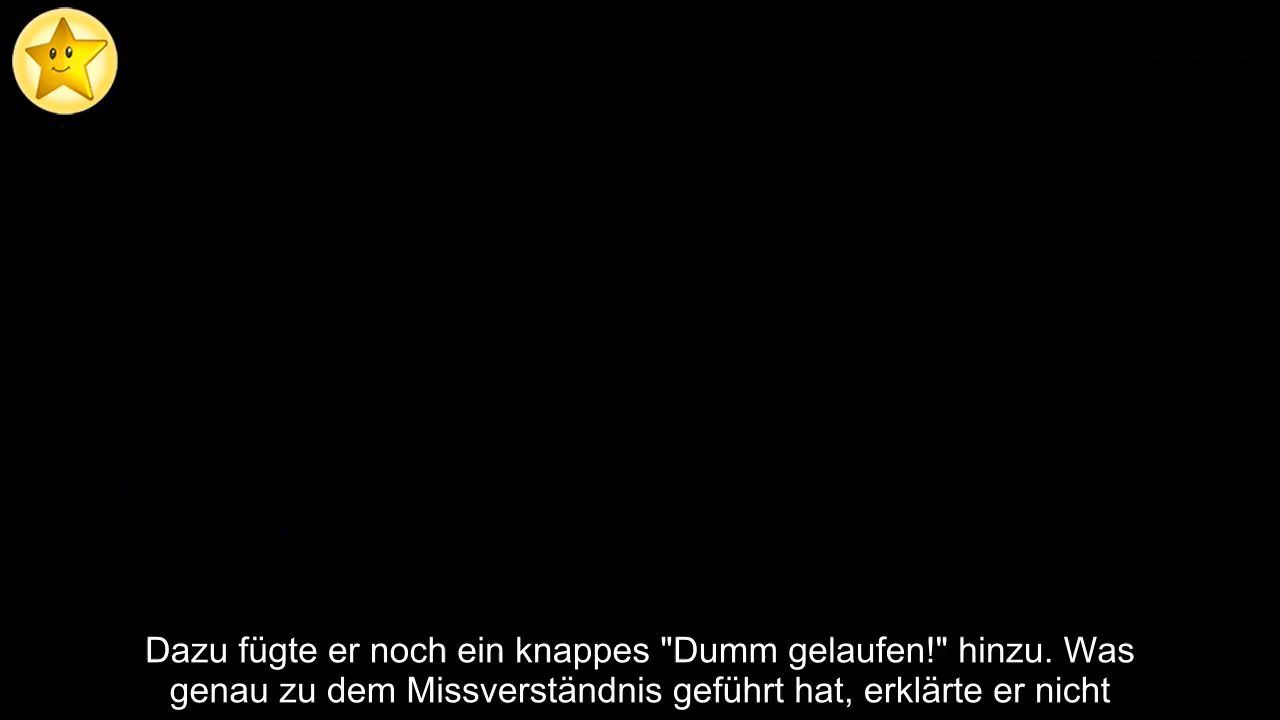 Dazu fügte er noch ein knappes "Dumm gelaufen!" hinzu. Was
genau zu dem Missverständnis geführt hat, erklärte er nicht